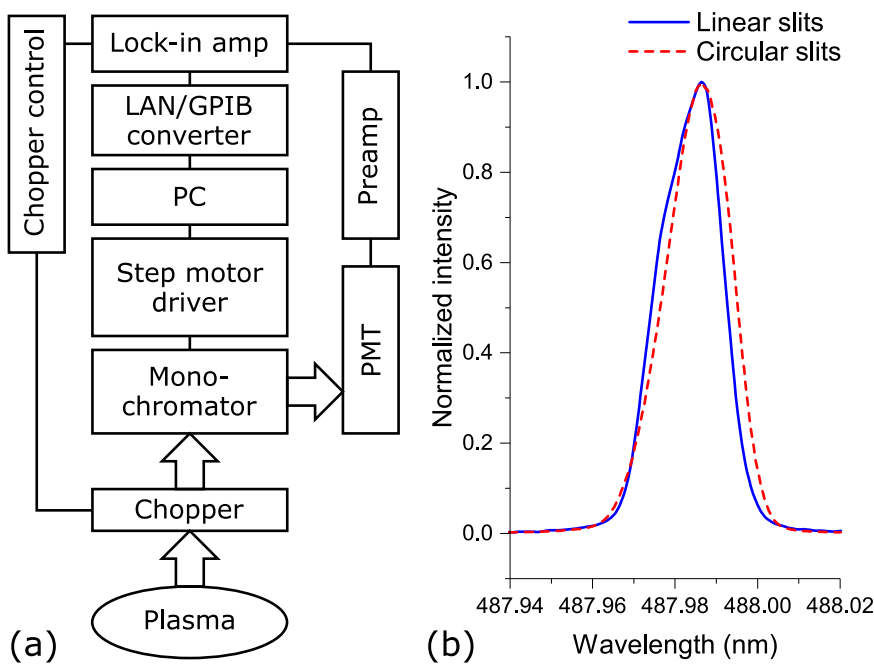 Chopper control
Lock-in amp
LAN/GPIB
converter
PC
Step motor
driver
Mono-
chromator
Chopper
Plasma
Preamp
PMT
(a)
Linear slits
Circular slits
Normalized intensity
1.0
0.8
0.6
0.4
0.2
0.0
487.94 487.96 487.98 488.00 488.02
Wavelength (nm)
(b)